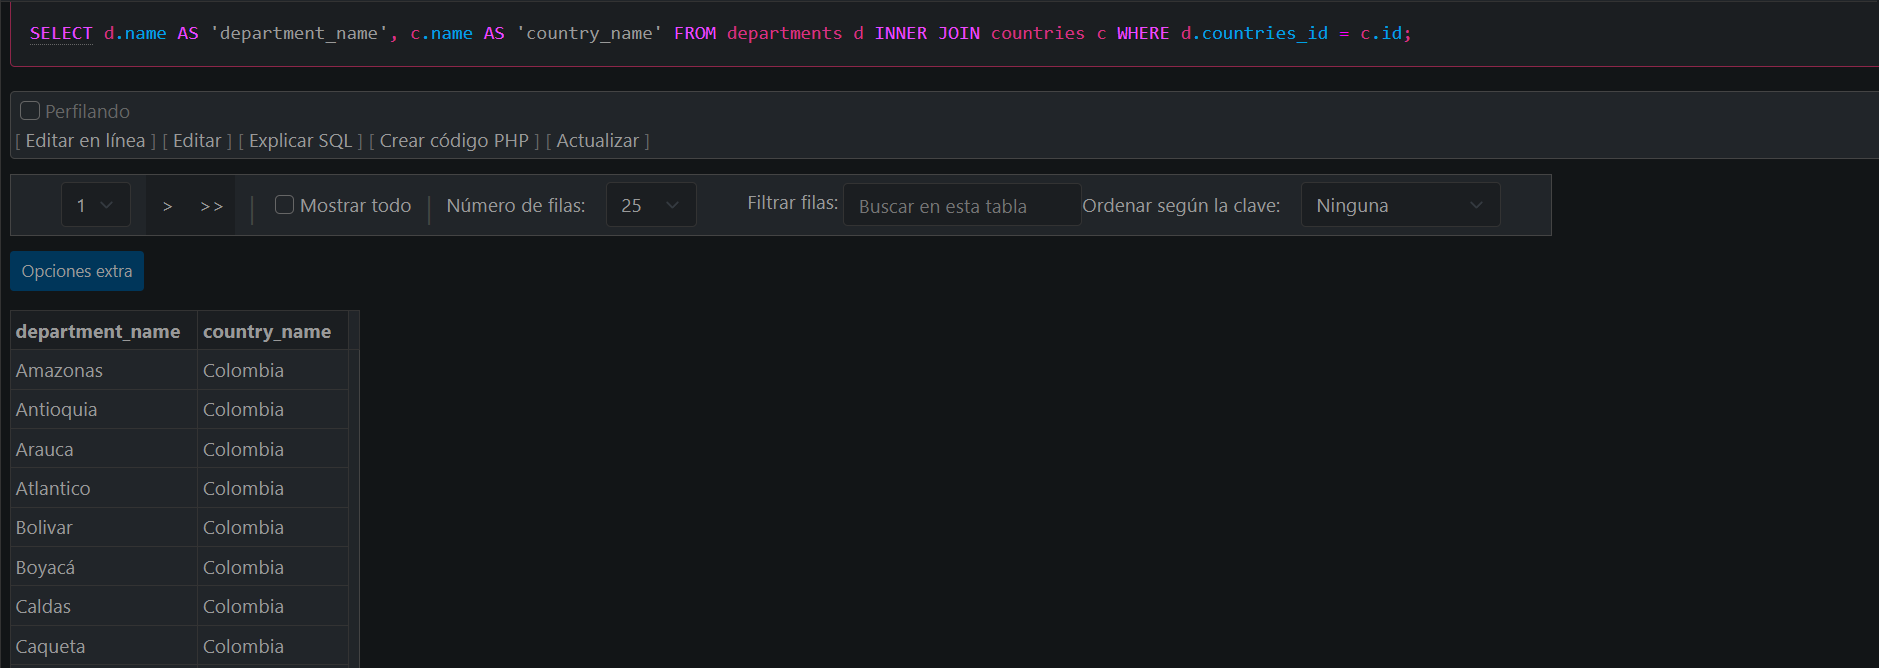 SELECT d.name AS 'department_name', c.name AS 'country_name' FROM departments d INNER JOIN countries c WHERE d.countries_id = c.id;
Perfilando
[ Editar en línea ] [ Editar ] [ Explicar SQL ] [ Crear código PHP ] [ Actualizar ]
1 > >> | Mostrar todo | Número de filas: 25 Filtrar filas: Buscar en esta tabla Ordenar según la clave: Ninguna
Opciones extra
department_name country_name
Amazonas Colombia
Antioquia Colombia
Arauca Colombia
Atlantico Colombia
Bolivar Colombia
Boyacá Colombia
Caldas Colombia
Caqueta Colombia